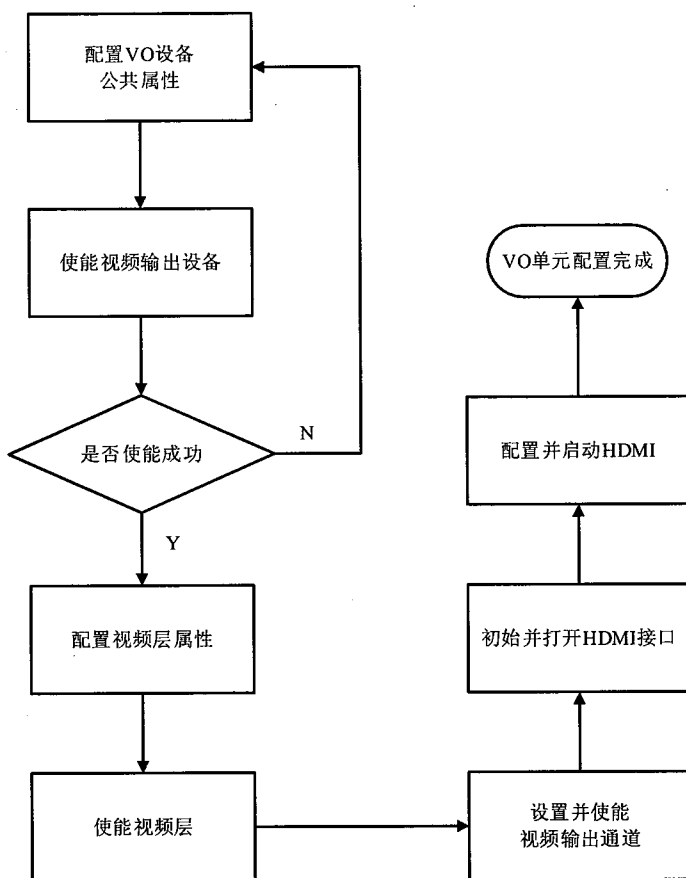 配置VO设备
公共属性
使能视频输出设备
是否使能成功
N
Y
配置视频层属性
使能视频层
设置并使能
视频输出通道
初始并打开HDMI接口
配置并启动HDMI
VO单元配置完成